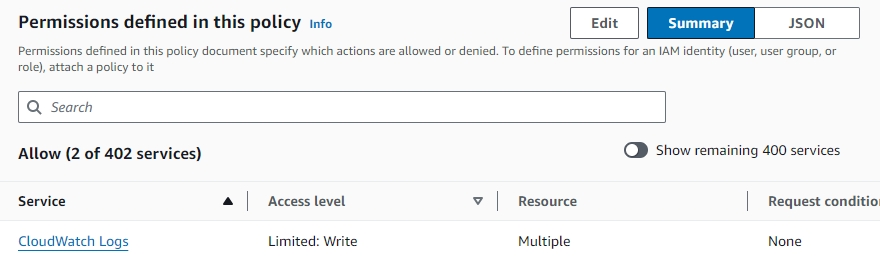 Permissions defined in this policy Info
Edit
Summary
JSON
Permissions defined in this policy document specify which actions are allowed or denied. To define permissions for an IAM identity (user, user group, or
role), attach a policy to it
Search
Allow (2 of 402 services)
Show remaining 400 services
Service
Access level
Resource
Request conditio
CloudWatch Logs
Limited: Write
Multiple
None